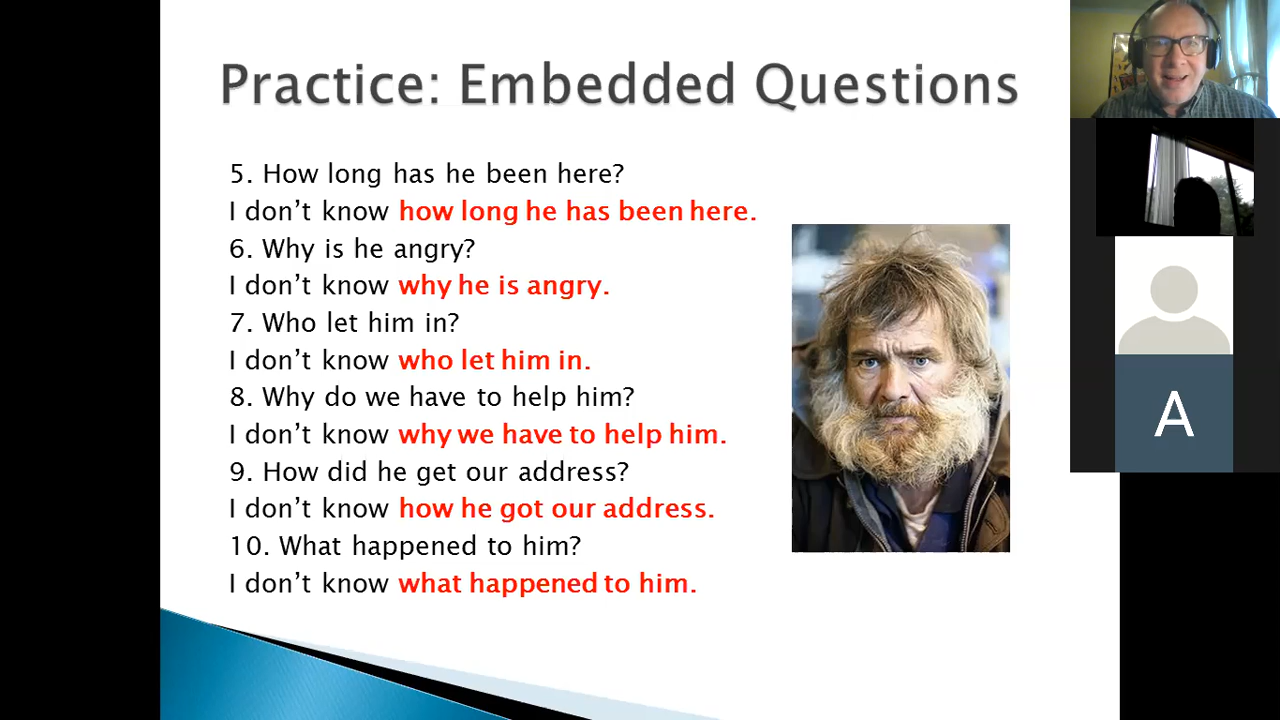 Practice: Embedded Questions
5. How long has he been here?
I don’t know how long he has been here.
6. Why is he angry?
I don’t know why he is angry.
7. Who let him in?
I don’t know who let him in.
8. Why do we have to help him?
I don’t know why we have to help him.
9. How did he get our address?
I don’t know how he got our address.
10. What happened to him?
I don’t know what happened to him.
A